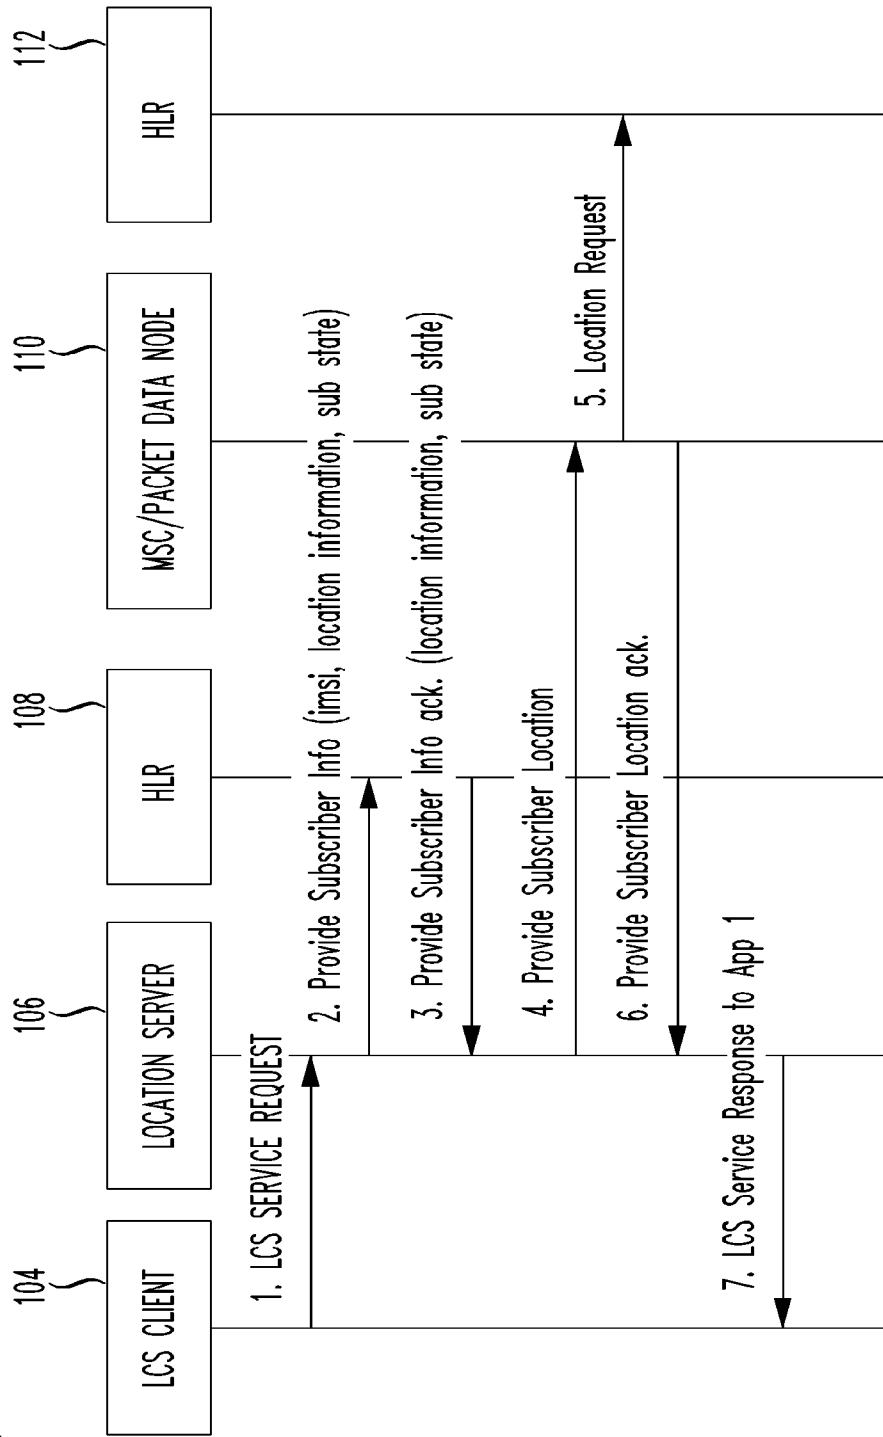 104
106
108
110
112
LCS CLIENT
LOCATION SERVER
HLR
MSC/PACKET DATA NODE
HLR
1. LCS SERVICE REQUEST
2. Provide Subscriber Info (imsi, location information, sub state)
3. Provide Subscriber Info ack. (location information, sub state)
4. Provide Subscriber Location
5. Location Request
6. Provide Subscriber Location ack.
7. LCS Service Response to App 1